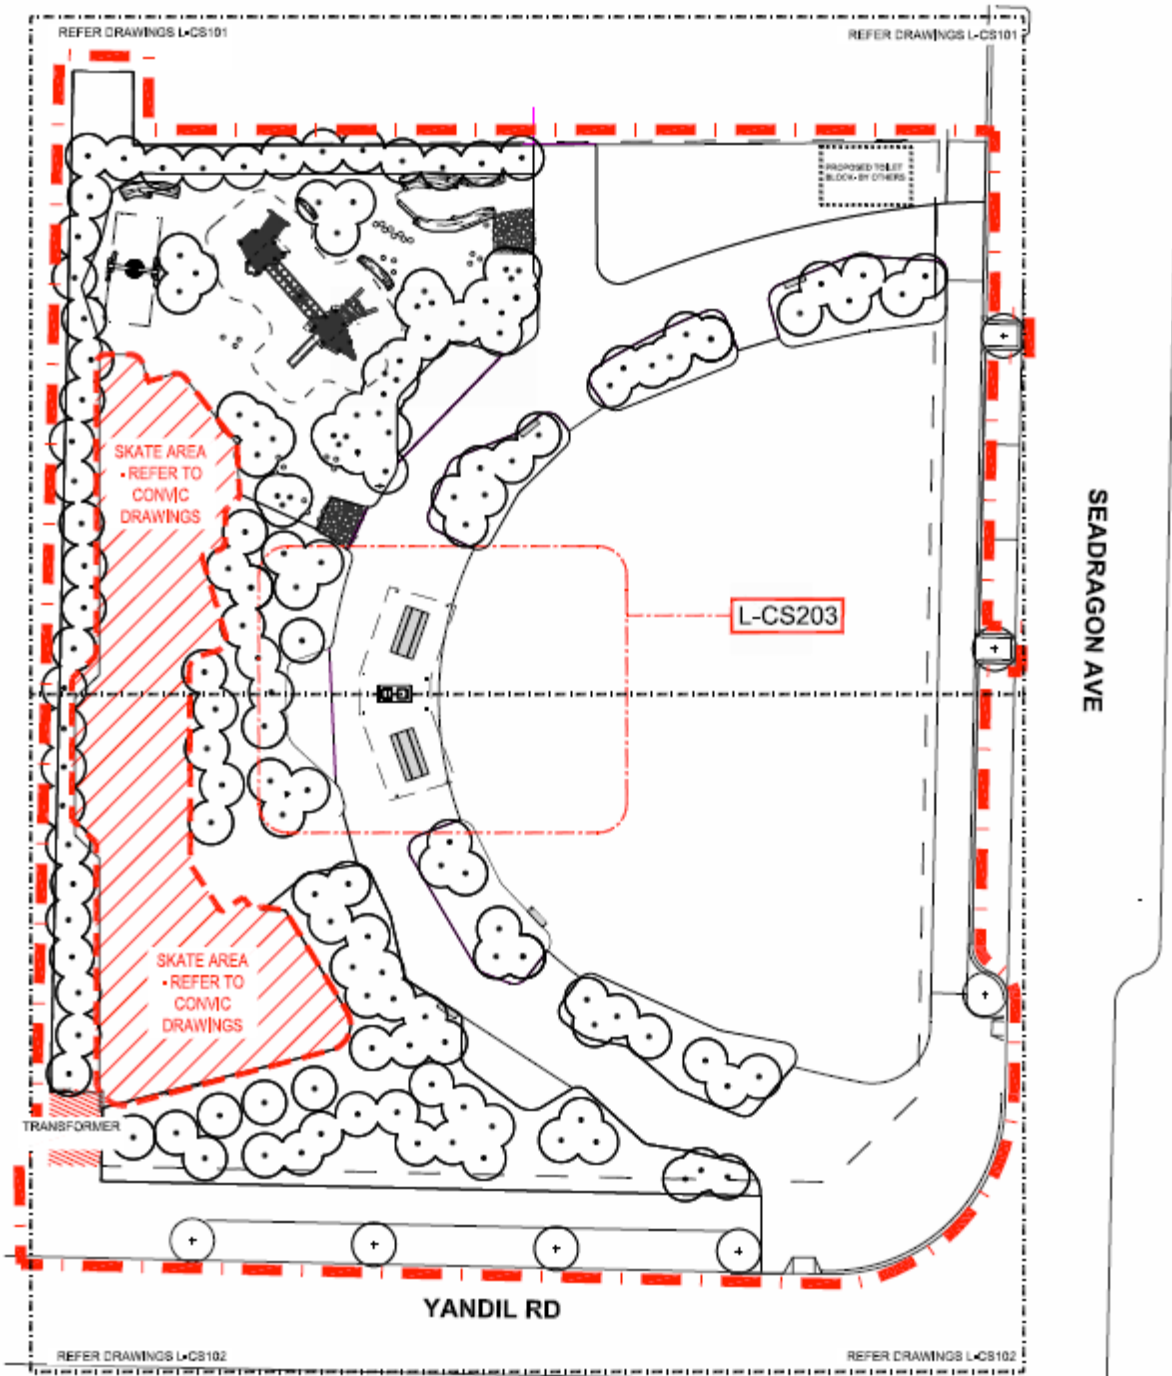 REFER DRAWINGS L-CS101
REFER DRAWINGS L-CS101
PROPOSED TOILET
BLOCK - BY OTHERS
SKATE AREA
- REFER TO
CONVIC
DRAWINGS
L-CS203
SEADRAGON AVE
SKATE AREA
- REFER TO
CONVIC
DRAWINGS
TRANSFORMER
YANDIL RD
REFER DRAWINGS L-CS102
REFER DRAWINGS L-CS102